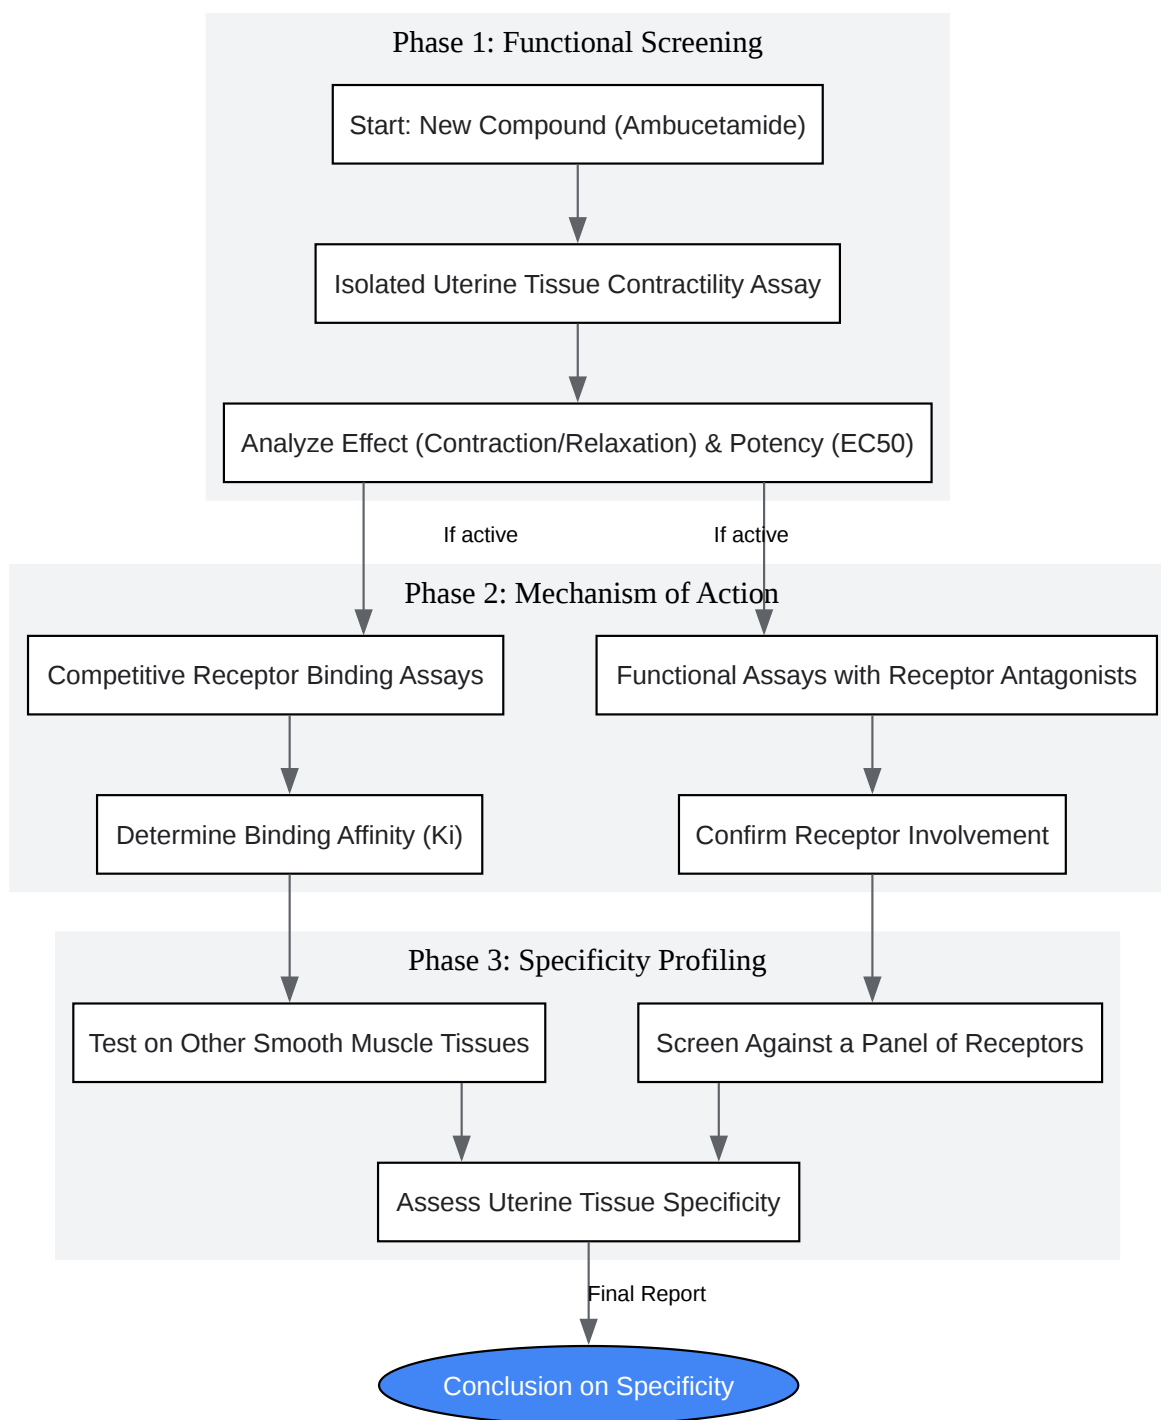 Phase 1: Functional Screening
Start: New Compound (Ambucetamide)
Isolated Uterine Tissue Contractility Assay
Analyze Effect (Contraction/Relaxation) & Potency (EC50)
If active
If active
Phase 2: Mechanism of Action
Competitive Receptor Binding Assays
Functional Assays with Receptor Antagonists
Determine Binding Affinity (Ki)
Confirm Receptor Involvement
Phase 3: Specificity Profiling
Test on Other Smooth Muscle Tissues
Screen Against a Panel of Receptors
Assess Uterine Tissue Specificity
Final Report
Conclusion on Specificity